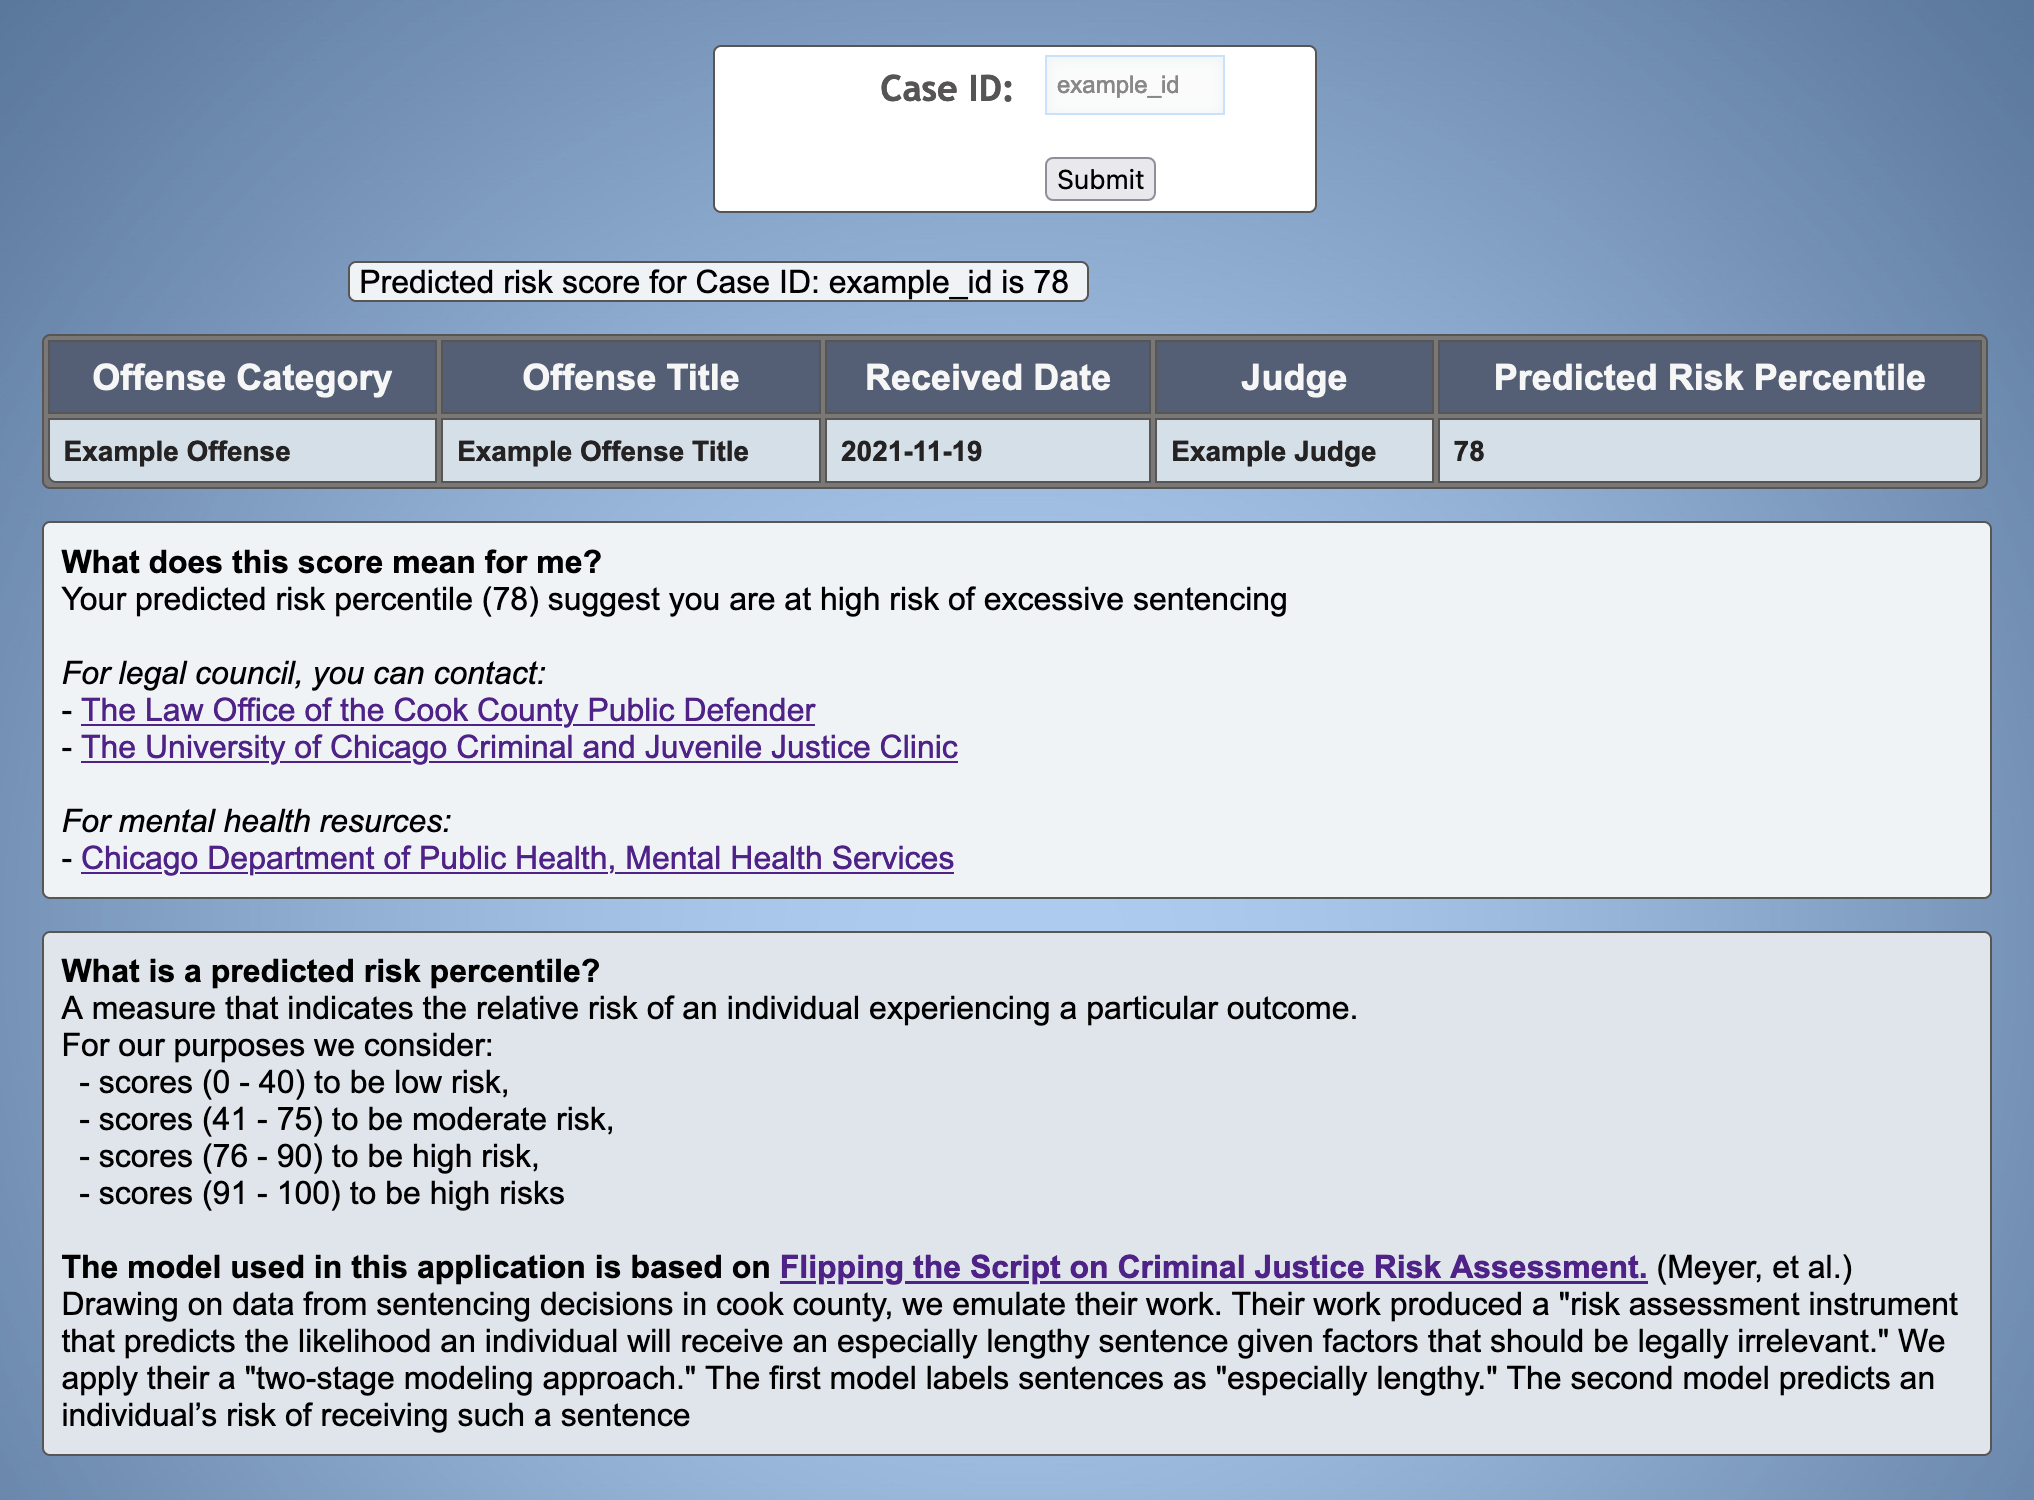 Case ID: example_id
Submit
Predicted risk score for Case ID: example_id is 78
Offense Category Offense Title Received Date Judge Predicted Risk Percentile
Example Offense Example Offense Title 2021-11-19 Example Judge 78
What does this score mean for me?
Your predicted risk percentile (78) suggest you are at high risk of excessive sentencing
For legal council, you can contact:
- The Law Office of the Cook County Public Defender
- The University of Chicago Criminal and Juvenile Justice Clinic
For mental health resurces:
- Chicago Department of Public Health, Mental Health Services
What is a predicted risk percentile?
A measure that indicates the relative risk of an individual experiencing a particular outcome.
For our purposes we consider:
- scores (0 - 40) to be low risk,
- scores (41 - 75) to be moderate risk,
- scores (76 - 90) to be high risk,
- scores (91 - 100) to be high risks
The model used in this application is based on Flipping the Script on Criminal Justice Risk Assessment. (Meyer, et al.)
Drawing on data from sentencing decisions in cook county, we emulate their work. Their work produced a "risk assessment instrument
that predicts the likelihood an individual will receive an especially lengthy sentence given factors that should be legally irrelevant." We
apply their a "two-stage modeling approach." The first model labels sentences as "especially lengthy." The second model predicts an
individual’s risk of receiving such a sentence